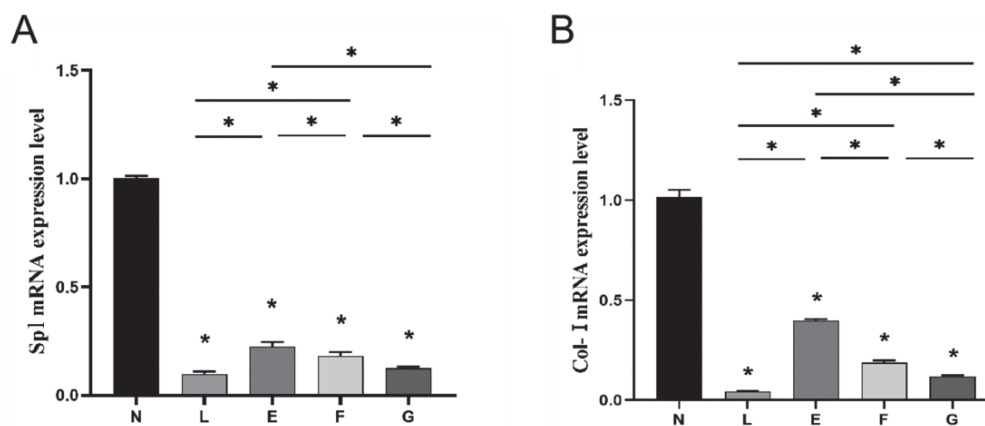 A
Sp1 mRNA expression level
1.5
1.0
0.5
0.0
*
*
* * *
* * * *
N L E F G
B
Col- I mRNA expression level
1.5
1.0
0.5
0.0
*
*
*
* * *
* * * *
N L E F G